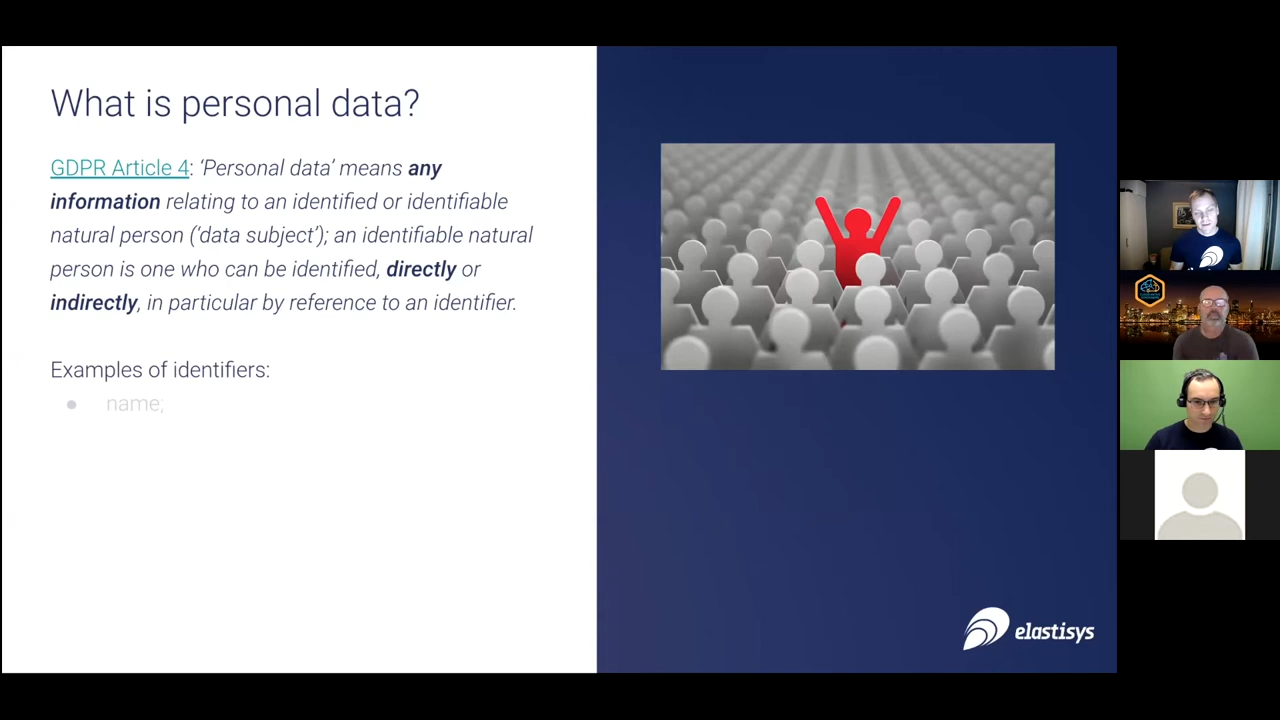 What is personal data?
GDPR Article 4: ‘Personal data’ means any
information relating to an identified or identifiable
natural person (‘data subject’); an identifiable natural
person is one who can be identified, directly or
indirectly, in particular by reference to an identifier.
Examples of identifiers:
● name;
elastisys